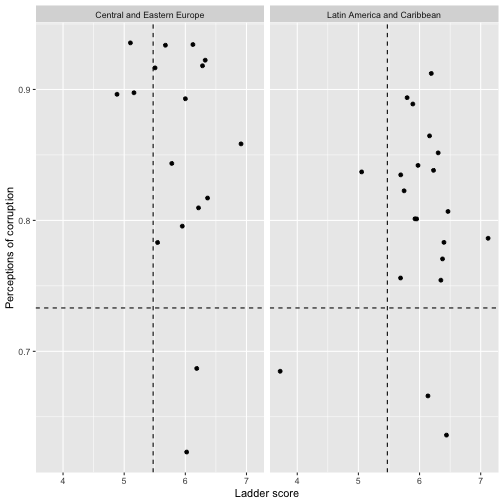 Central and Eastern Europe
Latin America and Caribbean
Perceptions of corruption
0.9
0.8
0.7
4 5 6 7
4 5 6 7
Ladder score